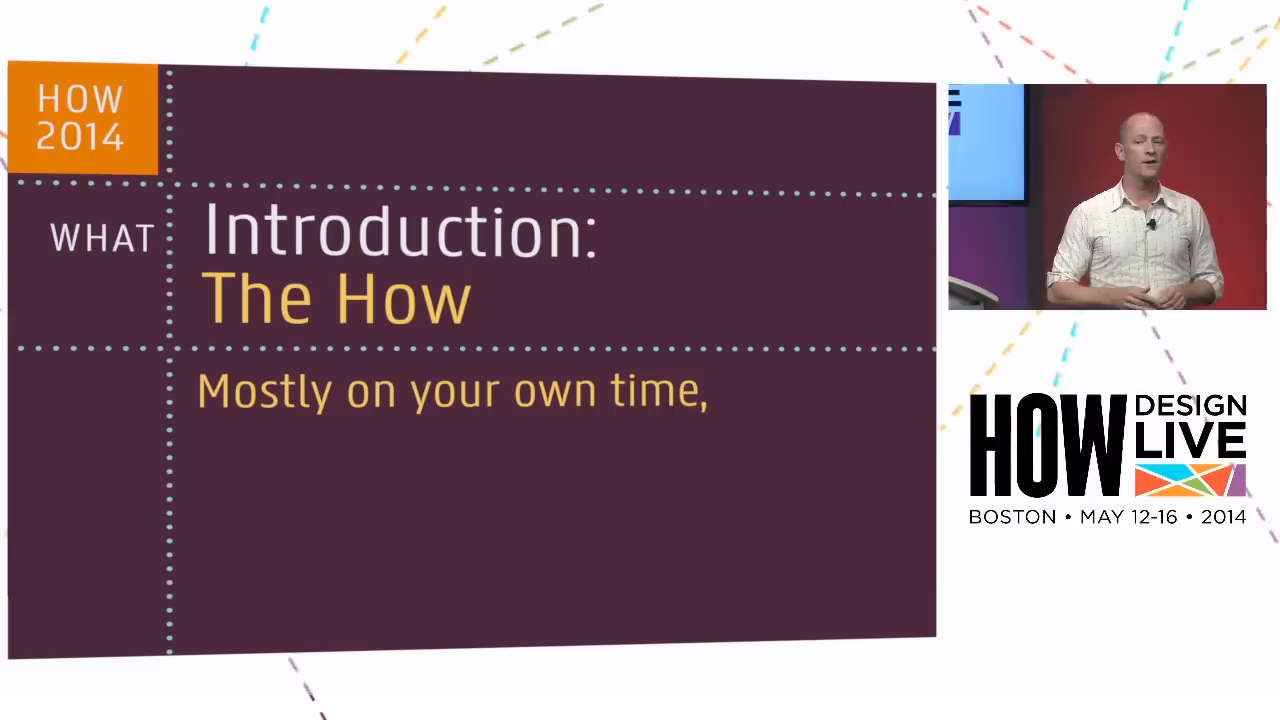 HOW
2014
WHAT
Introduction:
The How
Mostly on your own time,
HOW DESIGN
LIVE
BOSTON • MAY 12-16 • 2014